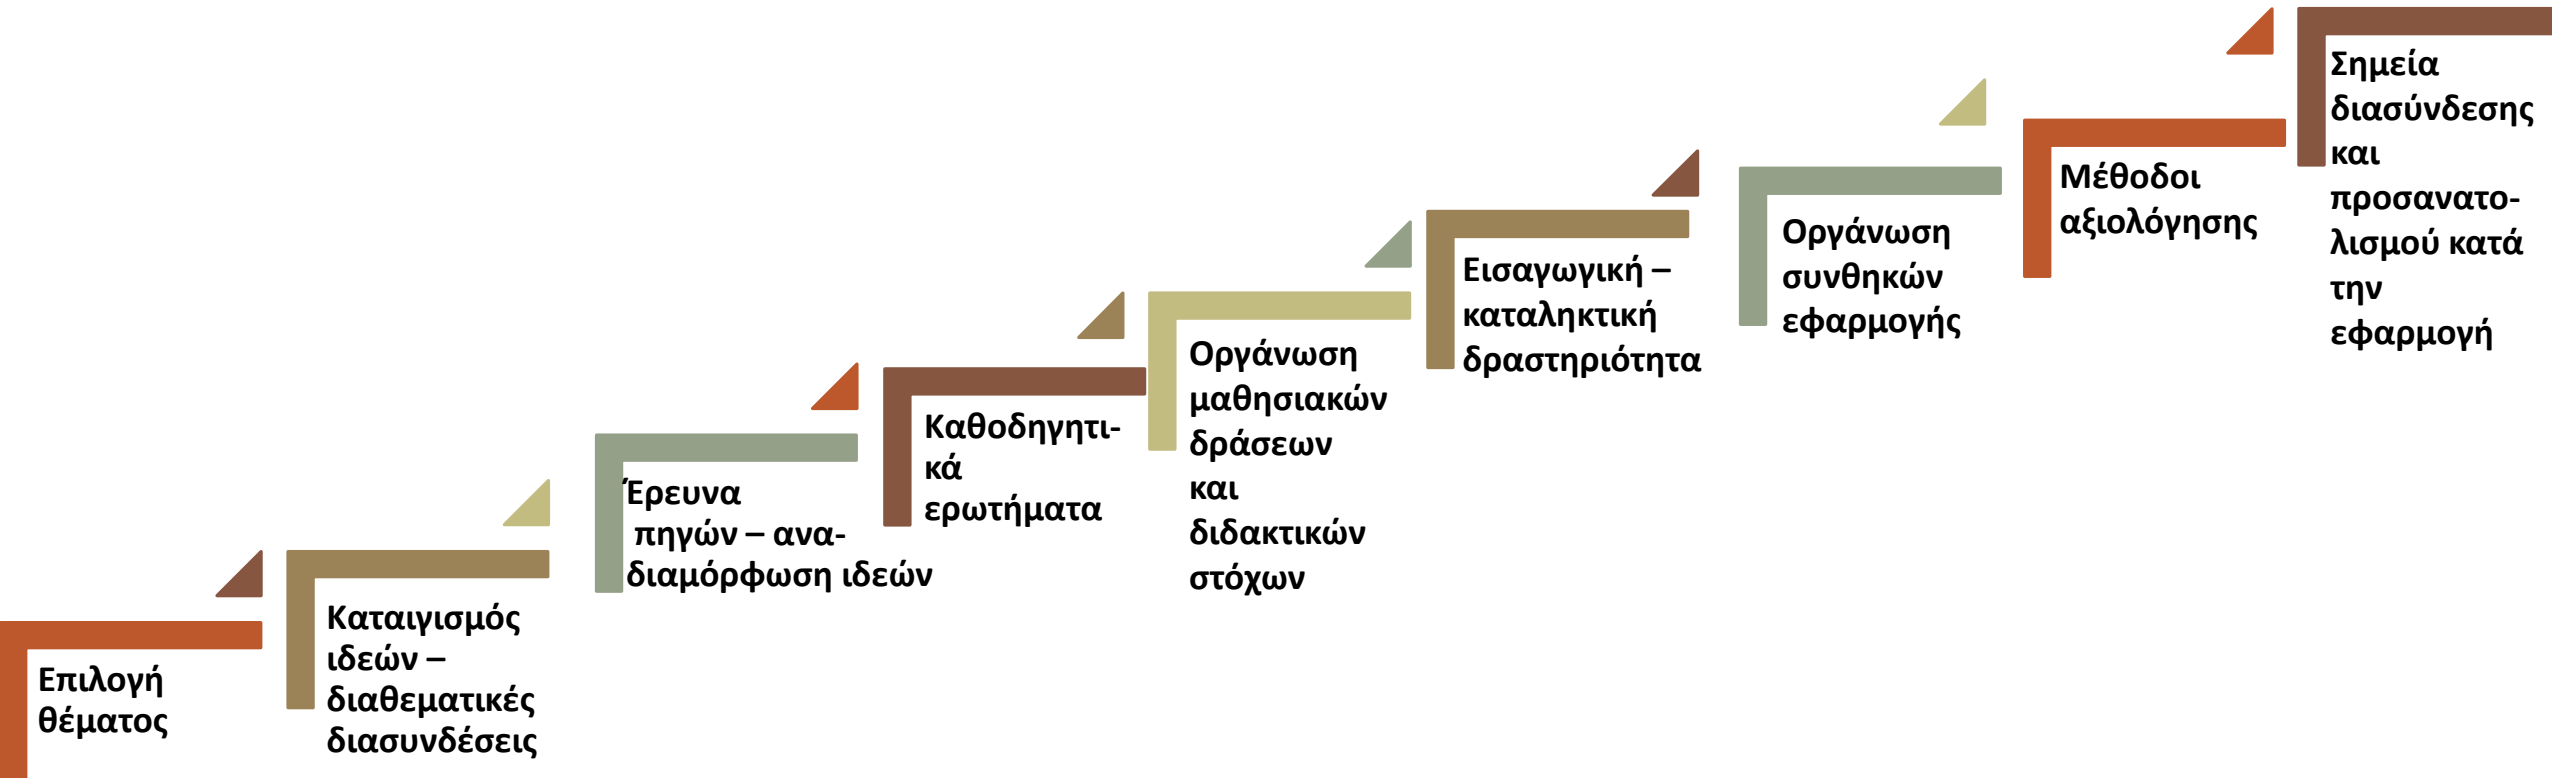 Επιλογή
θέματος
Καταιγισμός
ιδεών –
διαθεματικές
διασυνδέσεις
Έρευνα
πηγών – ανα-
διαμόρφωση ιδεών
Καθοδηγητι-
κά
ερωτήματα
Οργάνωση
μαθησιακών
δράσεων
και
διδακτικών
στόχων
Εισαγωγική –
καταληκτική
δραστηριότητα
Οργάνωση
συνθηκών
εφαρμογής
Μέθοδοι
αξιολόγησης
Σημεία
διασύνδεσης
και
προσανατο-
λισμού κατά
την
εφαρμογή